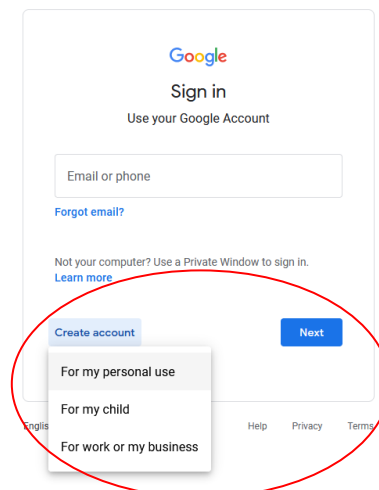 Google
Sign in
Use your Google Account
Email or phone
Forgot email?
Not your computer? Use a Private Window to sign in.
Learn more
Create account Next
For my personal use
For my child
For work or my business
Help Privacy Terms